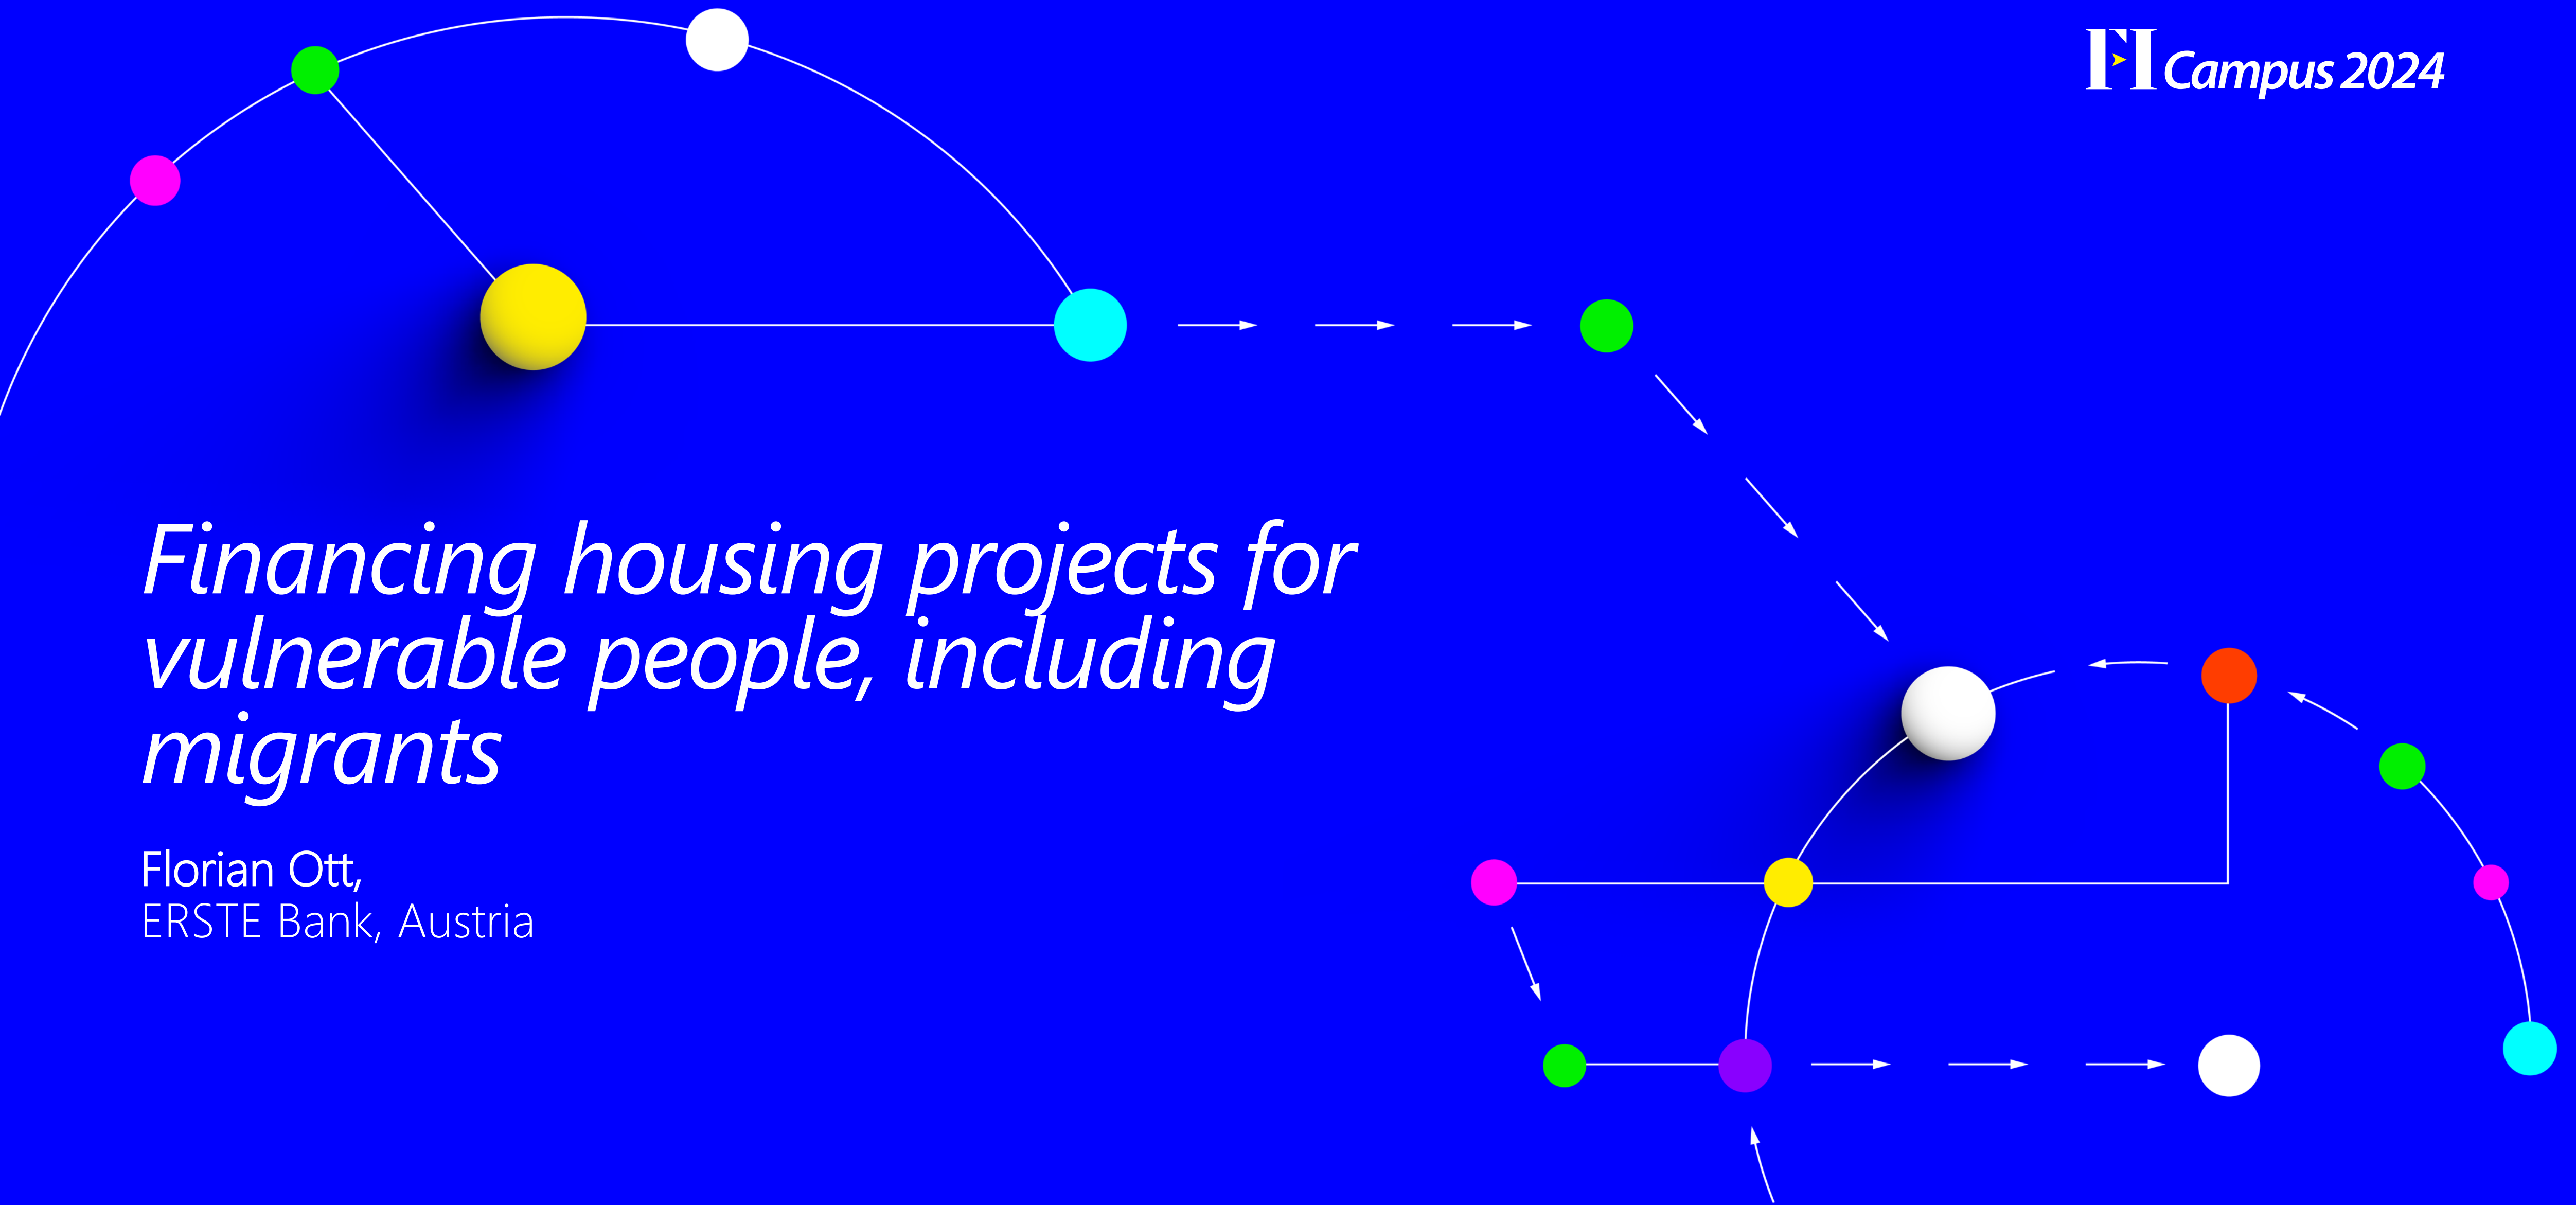 FI Campus 2024
Financing housing projects for
vulnerable people, including
migrants
Florian Ott,
ERSTE Bank, Austria